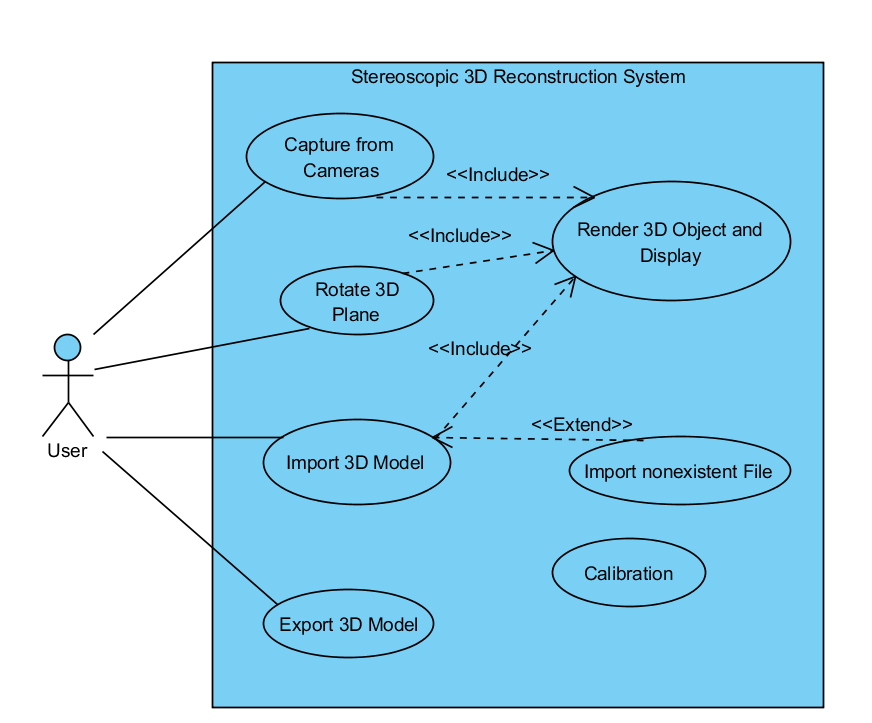 Stereoscopic 3D Reconstruction System
Capture from
Cameras
<<Include>>
Render 3D Object and
Display
<<Include>>
Rotate 3D
Plane
<<Include>>
User
<<Extend>>
Import 3D Model
Import nonexistent File
Calibration
Export 3D Model